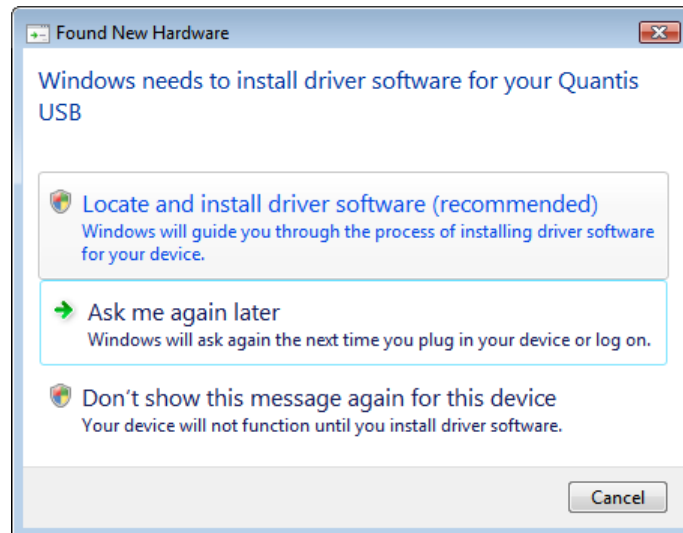 Found New Hardware
Windows needs to install driver software for your Quantis
USB
Locate and install driver software (recommended)
Windows will guide you through the process of installing driver software
for your device.
Ask me again later
Windows will ask again the next time you plug in your device or log on.
Don't show this message again for this device
Your device will not function until you install driver software.
Cancel